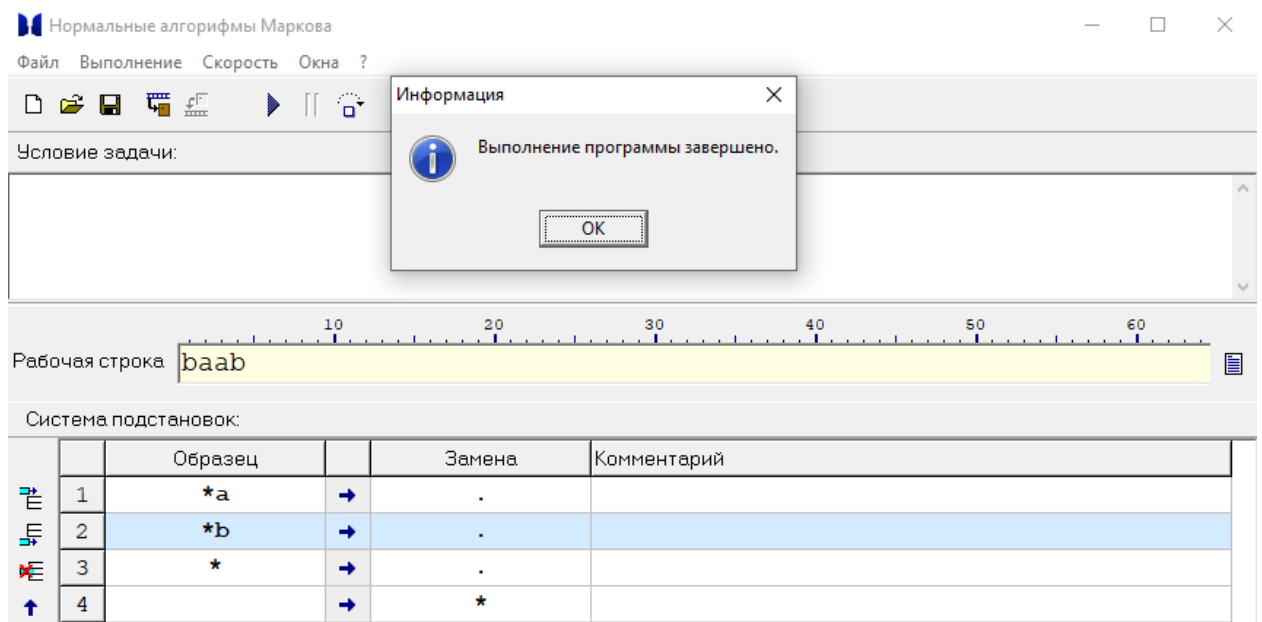 Нормальные алгорифмы Маркова
Файл Выполнение Скорость Окна ?
Информация
Выполнение программы завершено.
OK
Условие задачи:
10 20 30 40 50 60
Рабочая строка baab
Система подстановок:
Образец Замена Комментарий
1 *a → .
2 *b → .
3 * → .
4 → *